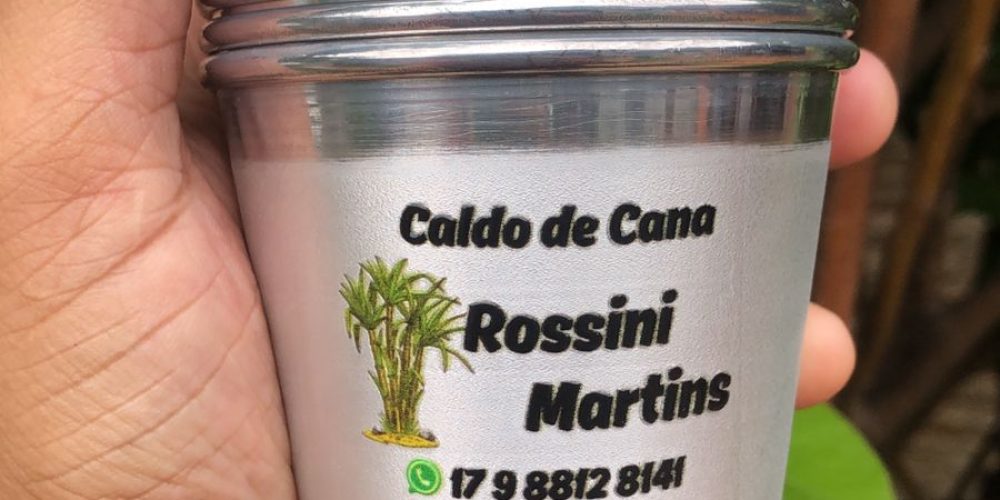 Caldo de Cana
Rossini
Martins
17 9 8812 8141